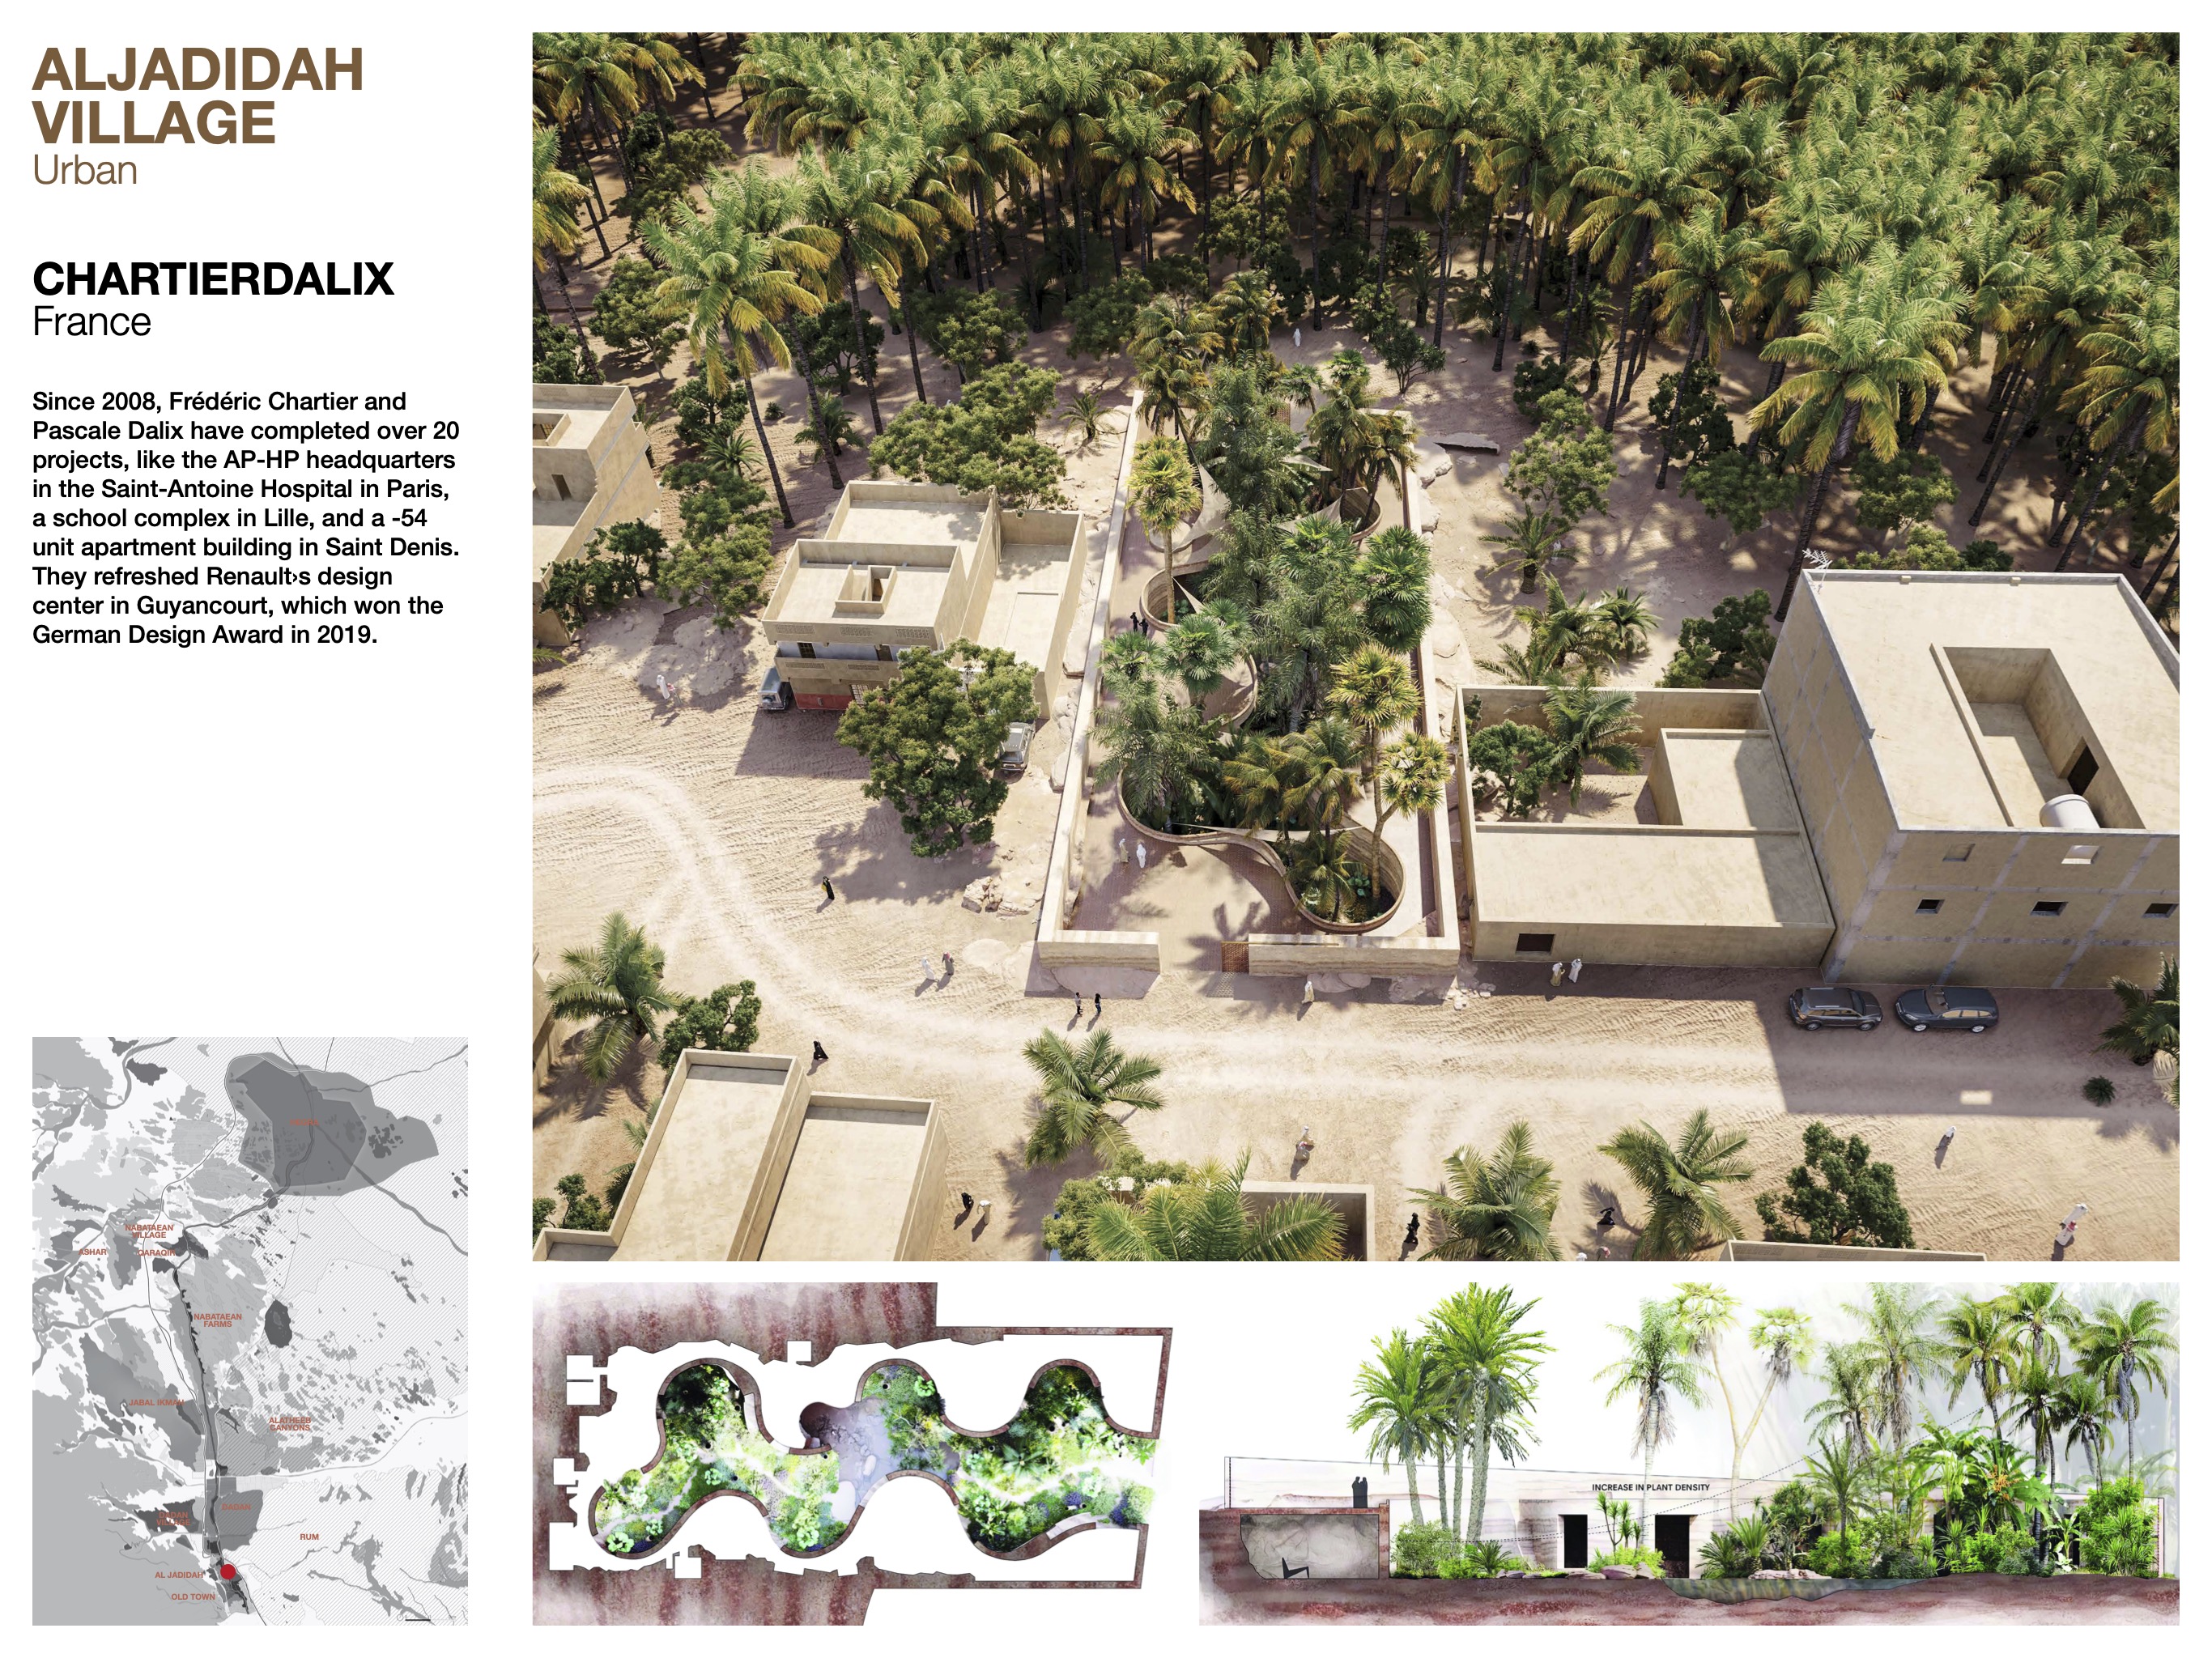 ALJADIDAH
VILLAGE
Urban
CHARTIERDALIX
France
Since 2008, Frédéric Chartier and
Pascale Dalix have completed over 20
projects, like the AP-HP headquarters
in the Saint-Antoine Hospital in Paris,
a school complex in Lille, and a -54
unit apartment building in Saint Denis.
They refreshed Renault›s design
center in Guyancourt, which won the
German Design Award in 2019.
NABATAEAN
VILLAGE
ASHAR
QARAQIR
NABATAEAN
FARMS
JABAL IKMAH
ALATHEEB
CANYONS
DADAN
VILLAGE
RUM
AL JADIDAH
OLD TOWN
INCREASE IN PLANT DENSITY